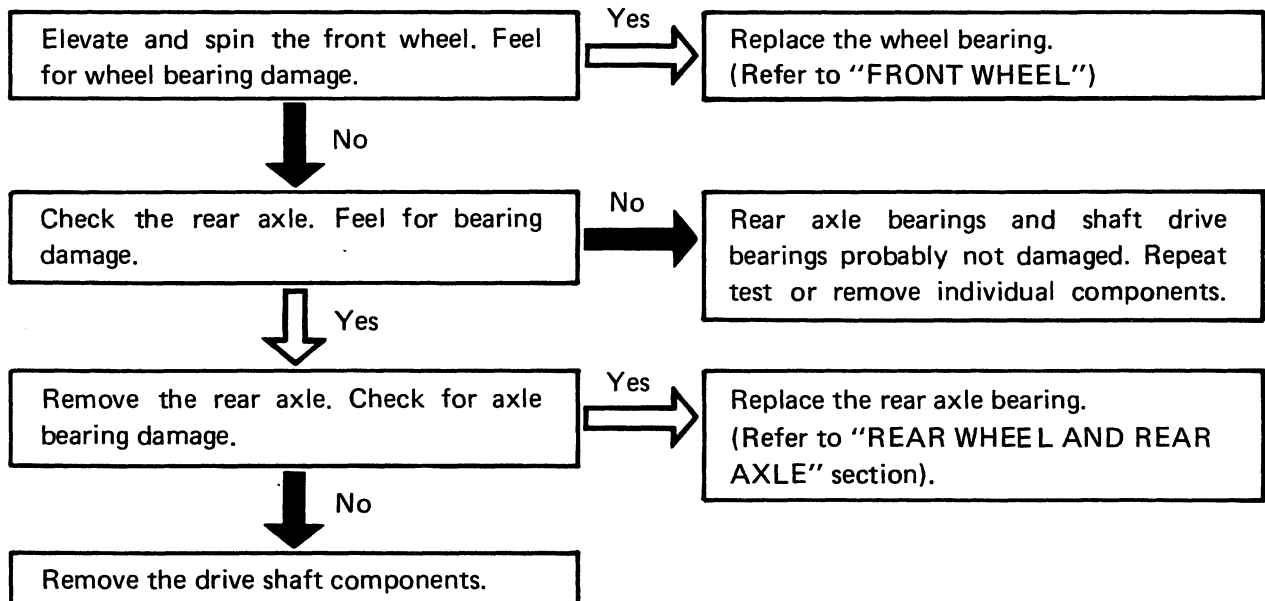 Elevate and spin the front wheel. Feel
for wheel bearing damage.
Yes
Replace the wheel bearing.
(Refer to "FRONT WHEEL")
No
Check the rear axle. Feel for bearing
damage.
No
Rear axle bearings and shaft drive
bearings probably not damaged. Repeat
test or remove individual components.
Yes
Remove the rear axle. Check for axle
bearing damage.
Yes
Replace the rear axle bearing.
(Refer to "REAR WHEEL AND REAR
AXLE" section).
No
Remove the drive shaft components.